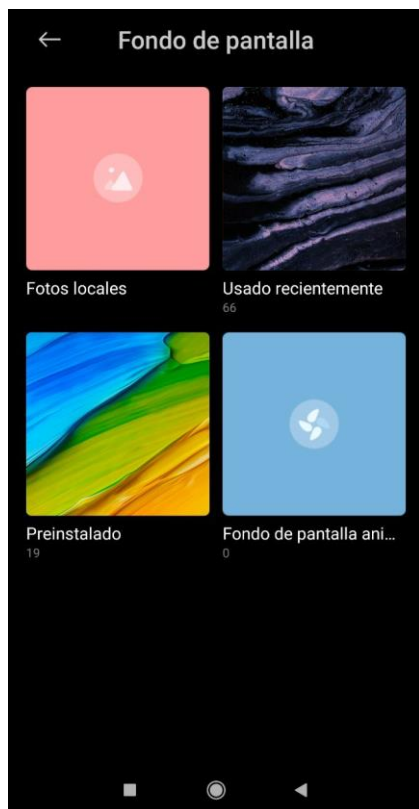 Fondo de pantalla
Fotos locales
Usado recientemente
66
Preinstalado
19
Fondo de pantalla ani...
0